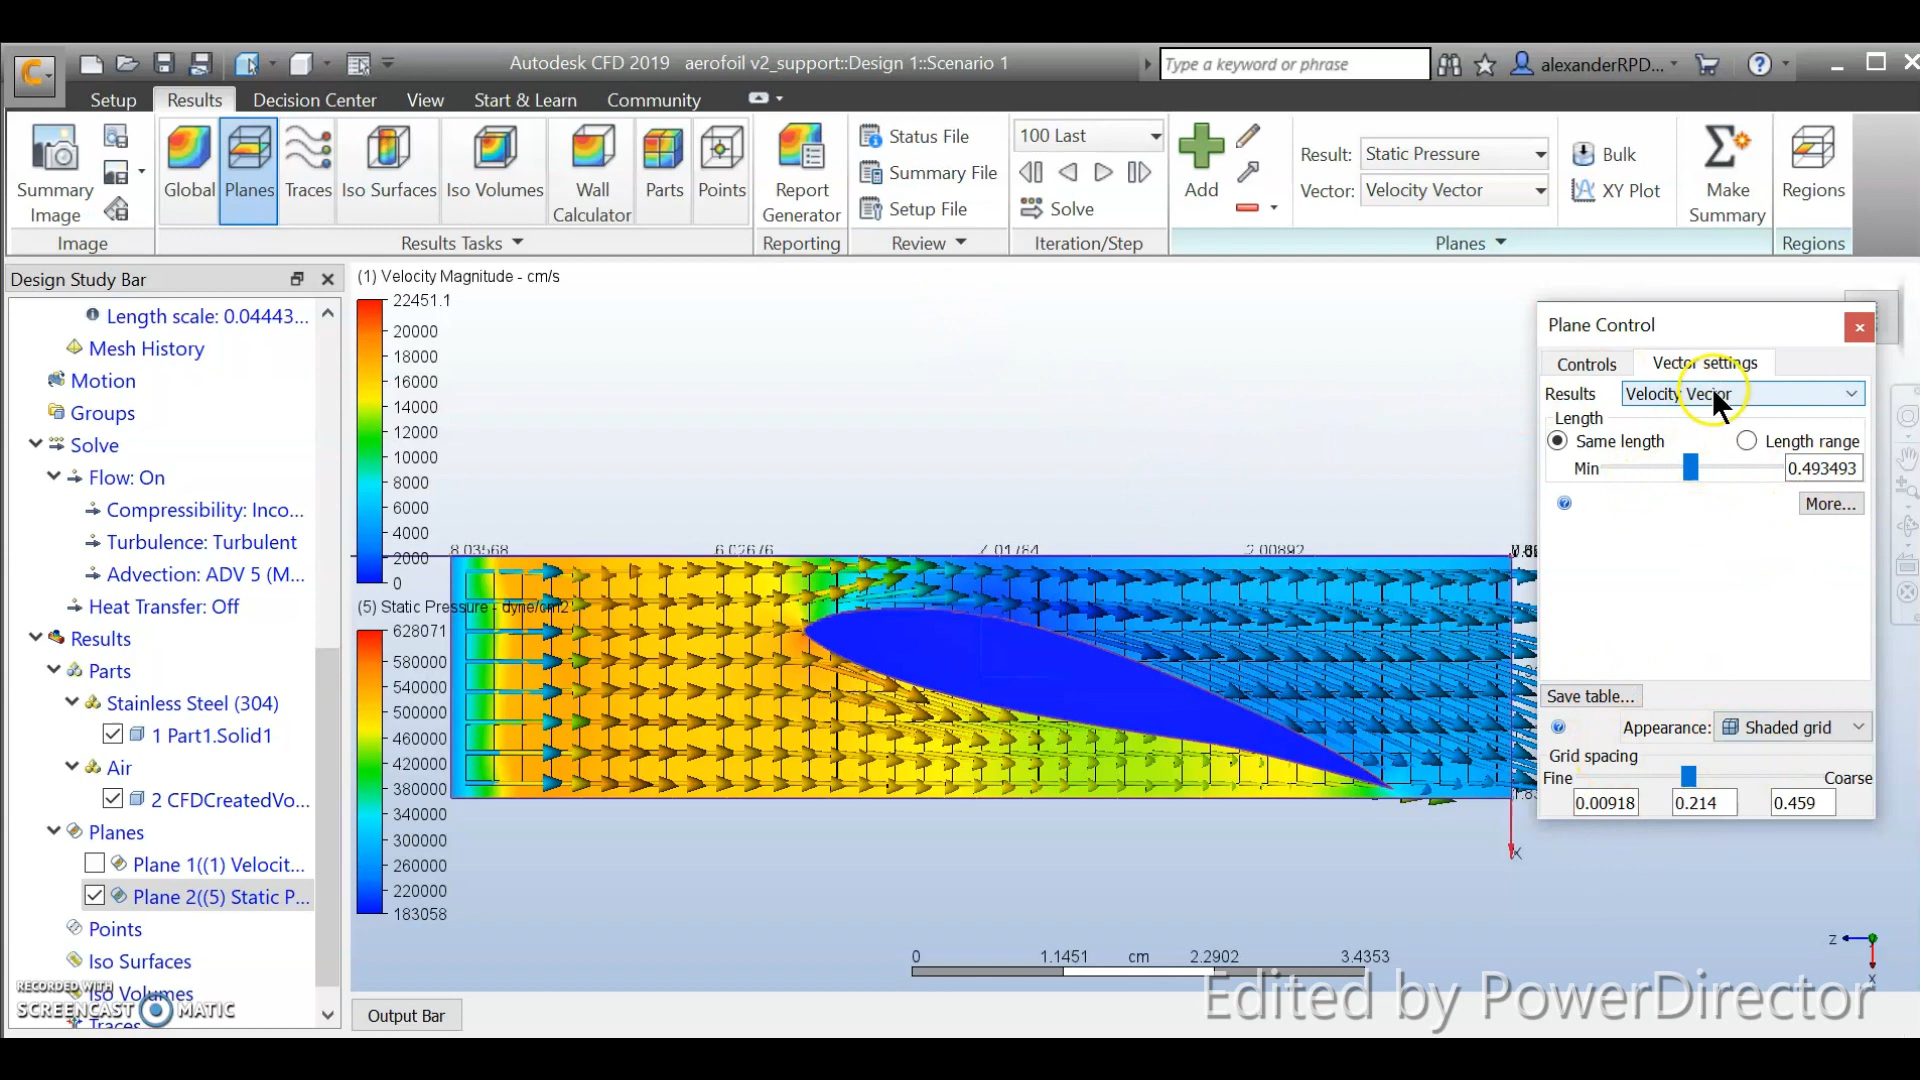 Autodesk CFD 2019 aerofoil v2_support::Design 1::Scenario 1
Type a keyword or phrase
alexanderRPD...
Setup Results Decision Center View Start & Learn Community
Summary Image
Image
Global Planes Traces Iso Surfaces Iso Volumes Wall Calculator Parts Points
Results Tasks
Report Generator
Reporting
Status File
Summary File
Setup File
Review
100 Last
Solve
Iteration/Step
Add
Result: Static Pressure
Vector: Velocity Vector
Bulk
XY Plot
Make Summary
Planes
Regions
Regions
Design Study Bar
Length scale: 0.04443...
Mesh History
Motion
Groups
Solve
Flow: On
Compressibility: Inco...
Turbulence: Turbulent
Advection: ADV 5 (M...
Heat Transfer: Off
Results
Parts
Stainless Steel (304)
1 Part1.Solid1
Air
2 CFDCreatedVo...
Planes
Plane 1((1) Velocit...
Plane 2((5) Static P...
Points
Iso Surfaces
Iso Volumes
Traces
RECORDED WITH
SCREENCAST MATIC
(1) Velocity Magnitude - cm/s
22451.1
20000
18000
16000
14000
12000
10000
8000
6000
4000
2000
0
(5) Static Pressure - dyne/cm2
628071
580000
540000
500000
460000
420000
380000
340000
300000
260000
220000
183058
8.03568 6.02676 4.01784 2.00892
0 1.1451 cm 2.2902 3.4353
X
Z
X
Plane Control
Controls Vector settings
Results Velocity Vector
Length
Same length Length range
Min 0.493493
More...
Save table...
Appearance: Shaded grid
Grid spacing
Fine Coarse
0.00918 0.214 0.459
Output Bar
Edited by PowerDirector